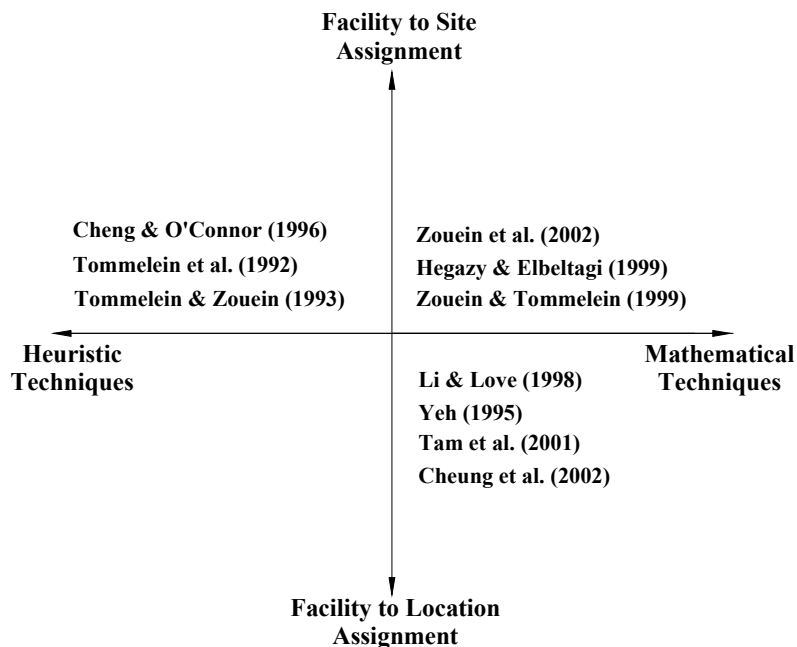 Facility to Site
Assignment
Cheng & O'Connor (1996)
Tommelein et al. (1992)
Tommelein & Zouein (1993)
Zouein et al. (2002)
Hegazy & Elbeltagi (1999)
Zouein & Tommelein (1999)
Heuristic
Techniques
Mathematical
Techniques
Li & Love (1998)
Yeh (1995)
Tam et al. (2001)
Cheung et al. (2002)
Facility to Location
Assignment